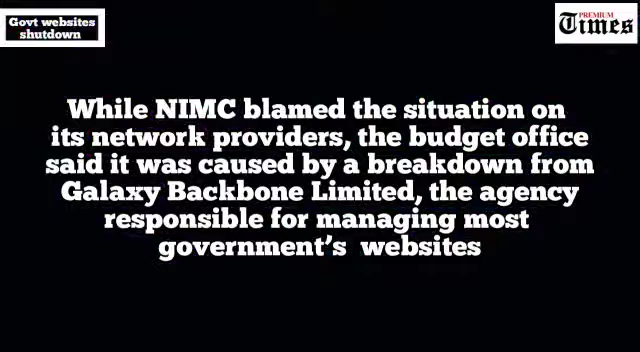 Govt websites
shutdown
PREMIUM
Times
While NIMC blamed the situation on
its network providers, the budget office
said it was caused by a breakdown from
Galaxy Backbone Limited, the agency
responsible for managing most
government’s websites